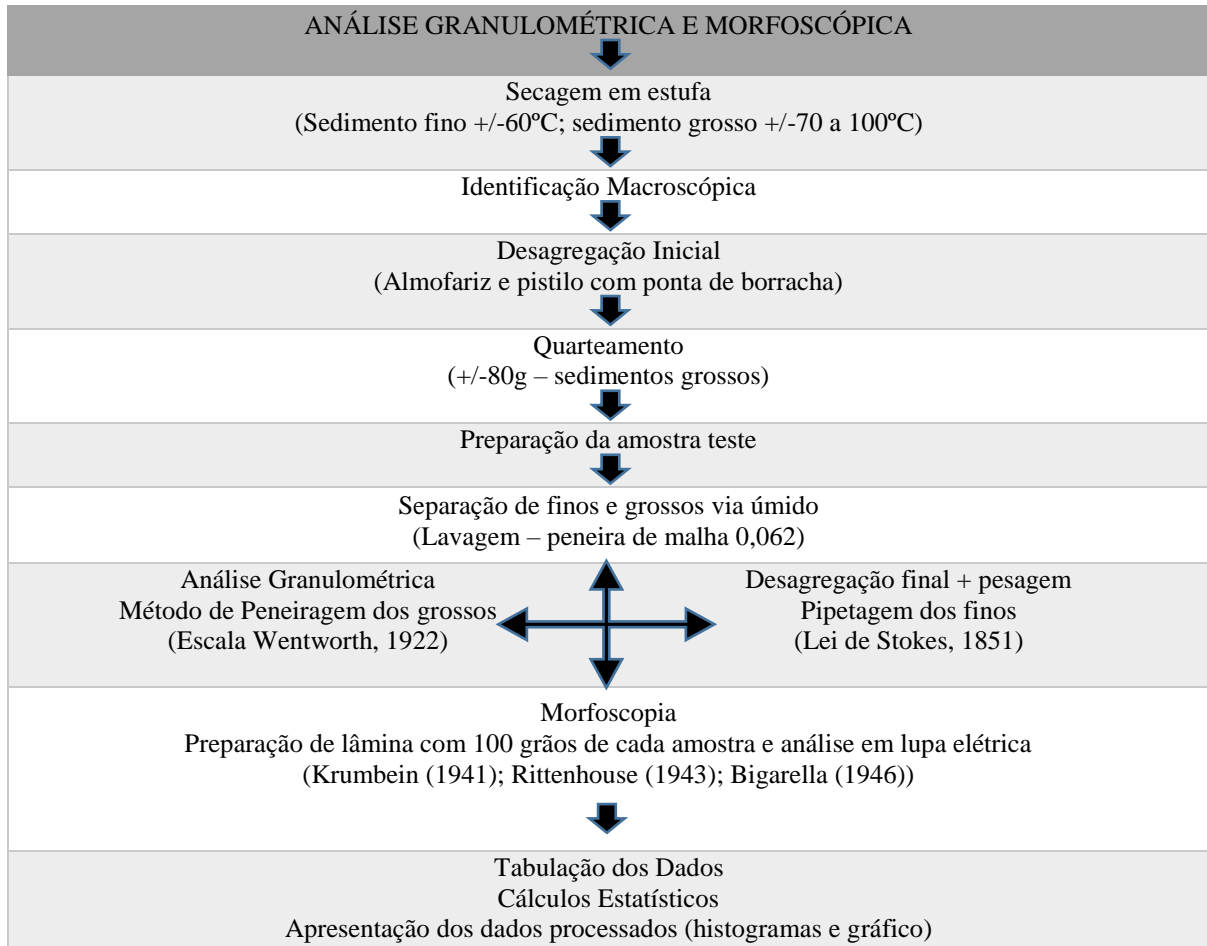 ANÁLISE GRANULOMÉTRICA E MORFOSCÓPICA
Secagem em estufa
(Sedimento fino +/-60ºC; sedimento grosso +/-70 a 100ºC)
Identificação Macroscópica
Desagregação Inicial
(Almofariz e pistilo com ponta de borracha)
Quarteamento
(+/-80g – sedimentos grossos)
Preparação da amostra teste
Separação de finos e grossos via úmido
(Lavagem – peneira de malha 0,062)
Análise Granulométrica
Método de Peneiragem dos grossos
(Escala Wentworth, 1922)
Desagregação final + pesagem
Pipetagem dos finos
(Lei de Stokes, 1851)
Morfoscopia
Preparação de lâmina com 100 grãos de cada amostra e análise em lupa elétrica
(Krumbein (1941); Rittenhouse (1943); Bigarella (1946))
Tabulação dos Dados
Cálculos Estatísticos
Apresentação dos dados processados (histogramas e gráfico)